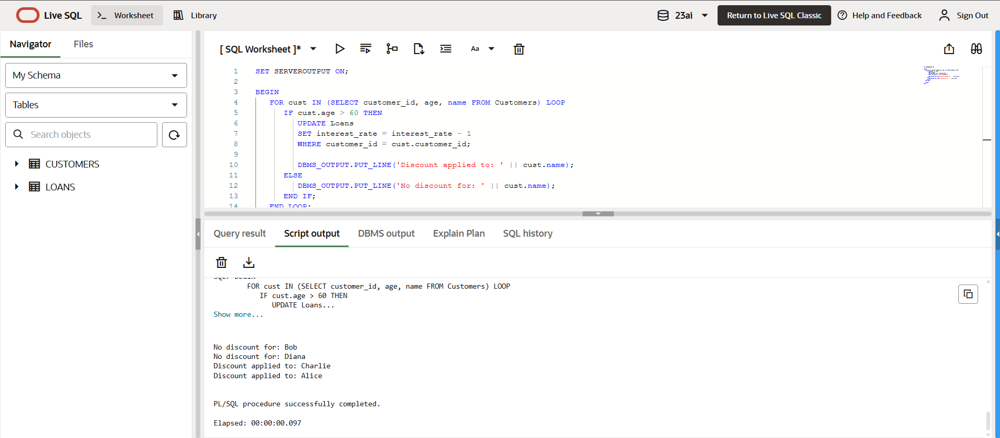 Live SQL
Worksheet
Library
23ai
Return to Live SQL Classic
Help and Feedback
Sign Out
Navigator
Files
My Schema
Tables
Search objects
CUSTOMERS
LOANS
[ SQL Worksheet ]*
Aa
1 SET SERVEROUTPUT ON;
2
3 BEGIN
4 FOR cust IN (SELECT customer_id, age, name FROM Customers) LOOP
5 IF cust.age > 60 THEN
6 UPDATE Loans
7 SET interest_rate = interest_rate - 1
8 WHERE customer_id = cust.customer_id;
9
10 DBMS_OUTPUT.PUT_LINE('Discount applied to: ' || cust.name);
11 ELSE
12 DBMS_OUTPUT.PUT_LINE('No discount for: ' || cust.name);
13 END IF;
14 END LOOP;
Query result
Script output
DBMS output
Explain Plan
SQL history
SQL> BEGIN
FOR cust IN (SELECT customer_id, age, name FROM Customers) LOOP
IF cust.age > 60 THEN
UPDATE Loans...
Show more...
No discount for: Bob
No discount for: Diana
Discount applied to: Charlie
Discount applied to: Alice
PL/SQL procedure successfully completed.
Elapsed: 00:00:00.097